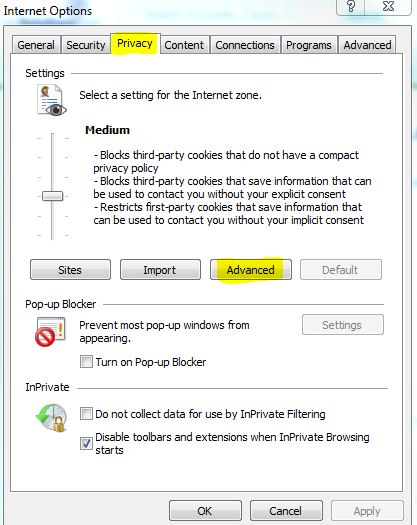 Internet Options
?
General Security Privacy Content Connections Programs Advanced
Settings
Select a setting for the Internet zone.
Medium
- Blocks third-party cookies that do not have a compact
privacy policy
- Blocks third-party cookies that save information that can
be used to contact you without your explicit consent
- Restricts first-party cookies that save information that
can be used to contact you without your implicit consent
Sites Import Advanced Default
Pop-up Blocker
Prevent most pop-up windows from
appearing.
Settings
Turn on Pop-up Blocker
InPrivate
Do not collect data for use by InPrivate Filtering
Disable toolbars and extensions when InPrivate Browsing
starts
OK Cancel Apply